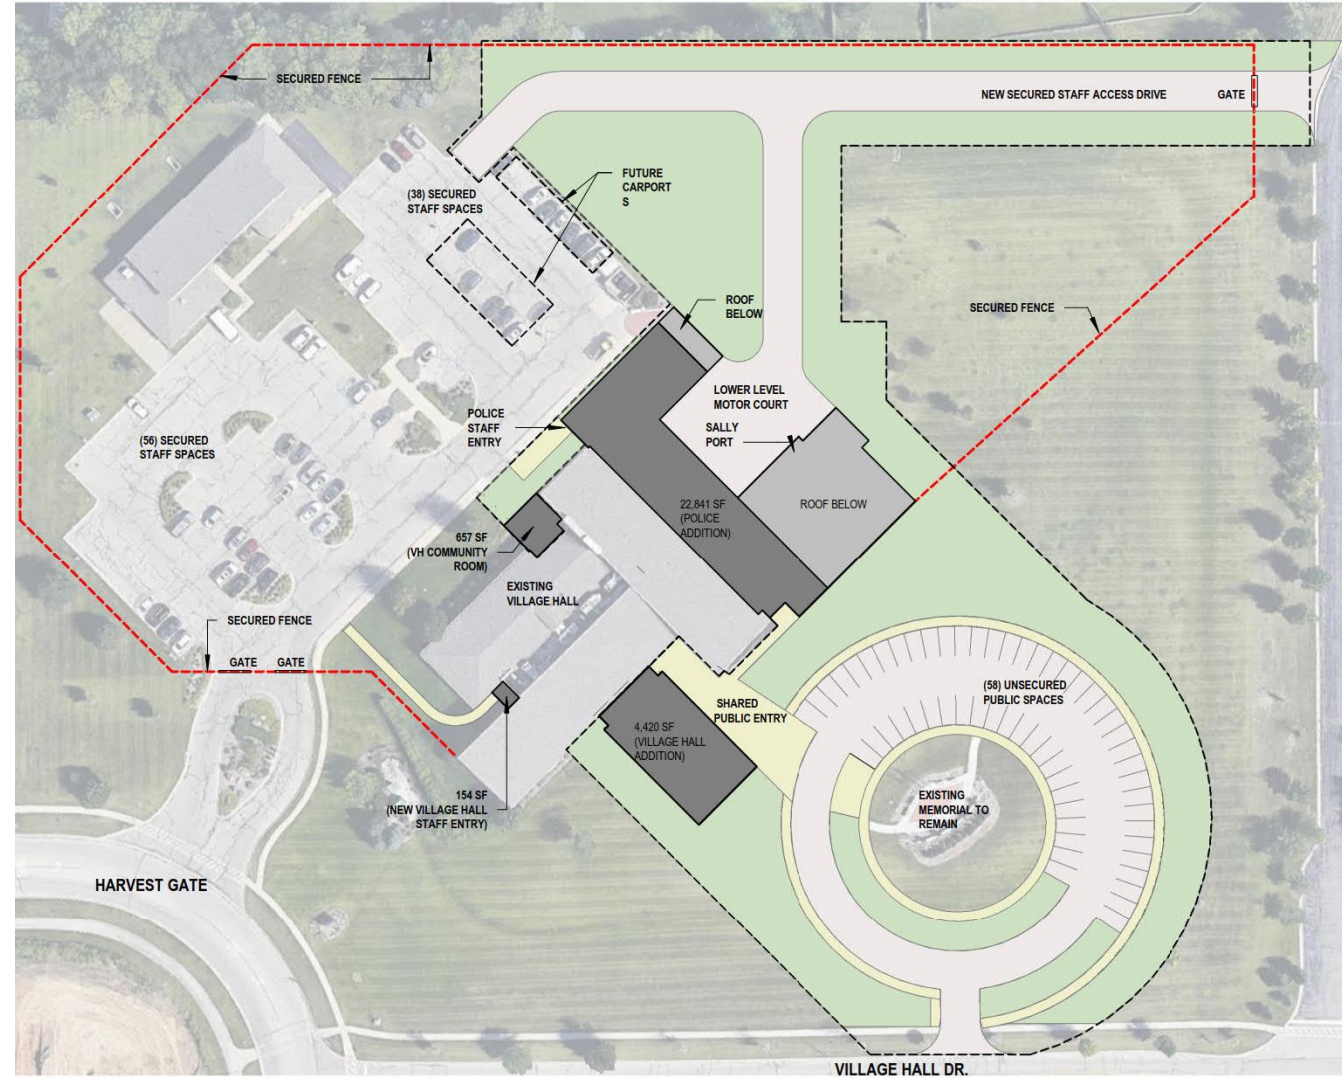 SECURED FENCE
NEW SECURED STAFF ACCESS DRIVE
GATE
FUTURE
CARPORT
S
(38) SECURED
STAFF SPACES
ROOF
BELOW
SECURED FENCE
LOWER LEVEL
MOTOR COURT
POLICE
STAFF
ENTRY
SALLY
PORT
(56) SECURED
STAFF SPACES
22,841 SF
(POLICE
ADDITION)
ROOF BELOW
657 SF
(VH COMMUNITY
ROOM)
EXISTING
VILLAGE HALL
SECURED FENCE
GATE
GATE
(58) UNSECURED
PUBLIC SPACES
SHARED
PUBLIC ENTRY
4,420 SF
(VILLAGE HALL
ADDITION)
154 SF
(NEW VILLAGE HALL
STAFF ENTRY)
EXISTING
MEMORIAL TO
REMAIN
HARVEST GATE
VILLAGE HALL DR.